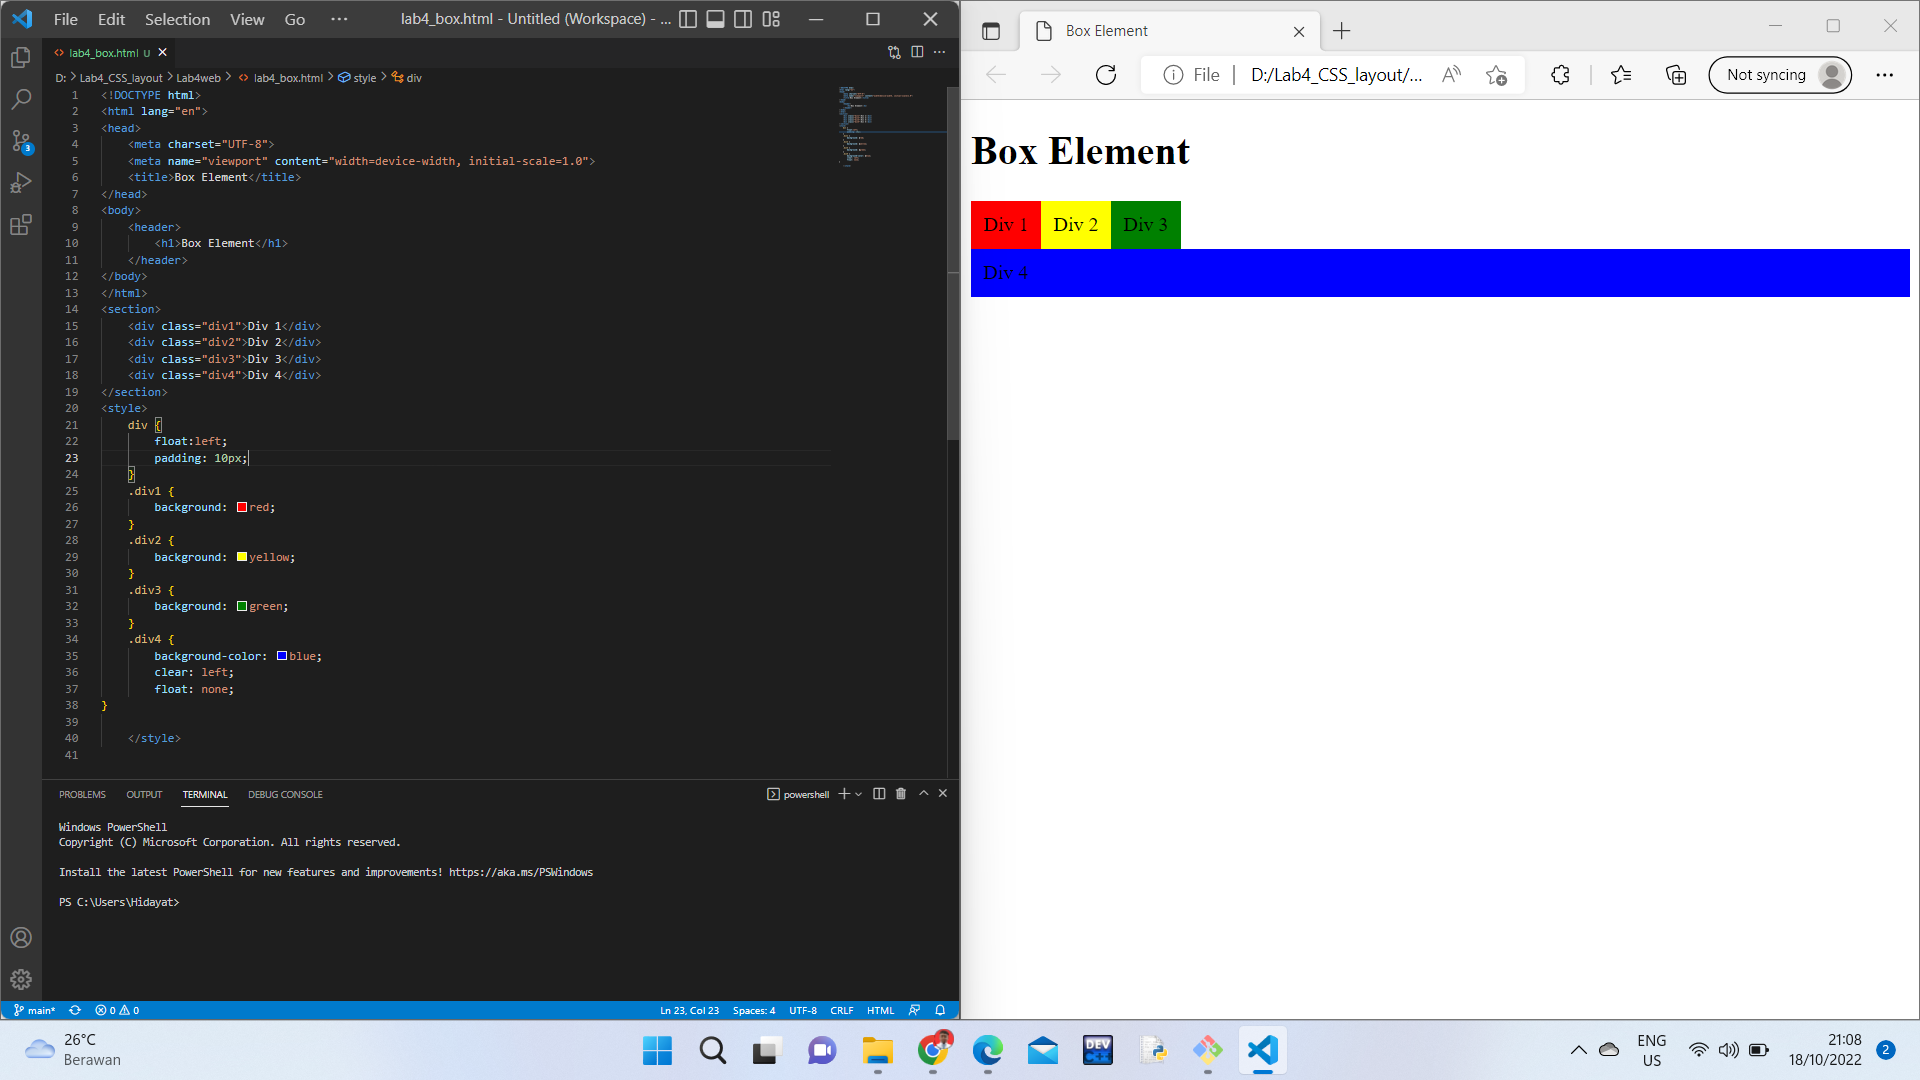 File Edit Selection View Go ··· lab4_box.html - Untitled (Workspace) - ...
lab4_box.html U
D: > Lab4_CSS_layout > Lab4web > lab4_box.html > style > div
1 <!DOCTYPE html>
2 <html lang="en">
3 <head>
4 <meta charset="UTF-8">
5 <meta name="viewport" content="width=device-width, initial-scale=1.0">
6 <title>Box Element</title>
7 </head>
8 <body>
9 <header>
10 <h1>Box Element</h1>
11 </header>
12 </body>
13 </html>
14 <section>
15 <div class="div1">Div 1</div>
16 <div class="div2">Div 2</div>
17 <div class="div3">Div 3</div>
18 <div class="div4">Div 4</div>
19 </section>
20 <style>
21 div {
22 float:left;
23 padding: 10px;
24 }
25 .div1 {
26 background: red;
27 }
28 .div2 {
29 background: yellow;
30 }
31 .div3 {
32 background: green;
33 }
34 .div4 {
35 background-color: blue;
36 clear: left;
37 float: none;
38 }
39
40 </style>
41
3
PROBLEMS OUTPUT TERMINAL DEBUG CONSOLE powershell
Windows PowerShell
Copyright (C) Microsoft Corporation. All rights reserved.
Install the latest PowerShell for new features and improvements! https://aka.ms/PSWindows
PS C:\Users\Hidayat>
main* 0 0 Ln 23, Col 23 Spaces: 4 UTF-8 CRLF HTML
Box Element
File D:/Lab4_CSS_layout/... Not syncing
Box Element
Div 1 Div 2 Div 3
Div 4
26°C
Berawan
DEV
C++
ENG
US
21:08
18/10/2022
2